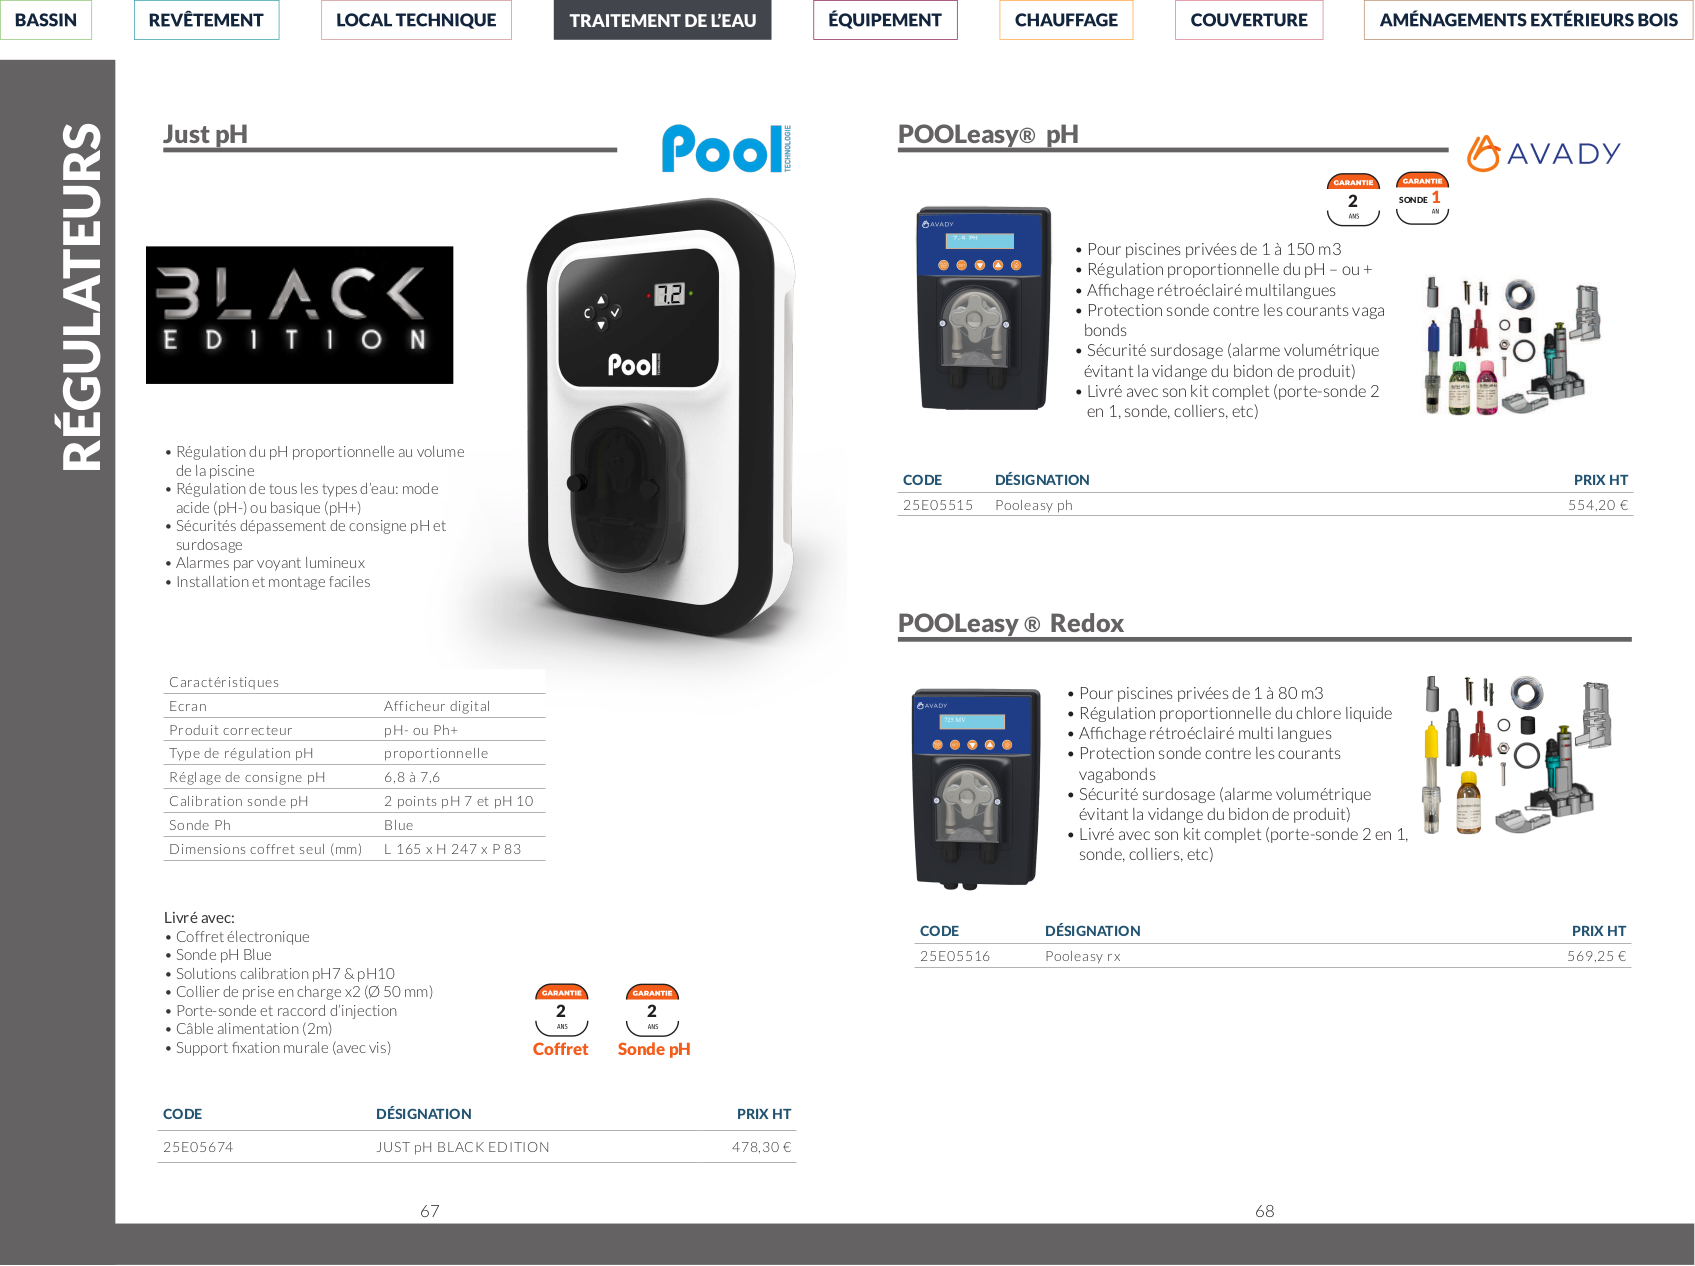 BASSIN
REVÊTEMENT
LOCAL TECHNIQUE
TRAITEMENT DE L’EAU
ÉQUIPEMENT
CHAUFFAGE
COUVERTURE
AMÉNAGEMENTS EXTÉRIEURS BOIS
RÉGULATEURS
Just pH
Pool
TECHNOLOGIE
BLACK
EDITION
7.2
Pool
• Régulation du pH proportionnelle au volume
de la piscine
• Régulation de tous les types d’eau: mode
acide (pH-) ou basique (pH+)
• Sécurités dépassement de consigne pH et
surdosage
• Alarmes par voyant lumineux
• Installation et montage faciles
Caractéristiques
Ecran Afficheur digital
Produit correcteur pH- ou Ph+
Type de régulation pH proportionnelle
Réglage de consigne pH 6,8 à 7,6
Calibration sonde pH 2 points pH 7 et pH 10
Sonde Ph Blue
Dimensions coffret seul (mm) L 165 x H 247 x P 83
Livré avec:
• Coffret électronique
• Sonde pH Blue
• Solutions calibration pH7 & pH10
• Collier de prise en charge x2 (Ø 50 mm)
• Porte-sonde et raccord d’injection
• Câble alimentation (2m)
• Support fixation murale (avec vis)
GARANTIE
2
ANS
Coffret
GARANTIE
2
ANS
Sonde pH
CODE DÉSIGNATION PRIX HT
25E05674 JUST pH BLACK EDITION 478,30 €
67
POOLeasy® pH
AVADY
GARANTIE
2
ANS
GARANTIE
SONDE 1
AN
AVADY
• Pour piscines privées de 1 à 150 m3
• Régulation proportionnelle du pH – ou +
• Affichage rétroéclairé multilangues
• Protection sonde contre les courants vaga
bonds
• Sécurité surdosage (alarme volumétrique
évitant la vidange du bidon de produit)
• Livré avec son kit complet (porte-sonde 2
en 1, sonde, colliers, etc)
CODE DÉSIGNATION PRIX HT
25E05515 Pooleasy ph 554,20 €
POOLeasy ® Redox
AVADY
• Pour piscines privées de 1 à 80 m3
• Régulation proportionnelle du chlore liquide
• Affichage rétroéclairé multi langues
• Protection sonde contre les courants
vagabonds
• Sécurité surdosage (alarme volumétrique
évitant la vidange du bidon de produit)
• Livré avec son kit complet (porte-sonde 2 en 1,
sonde, colliers, etc)
CODE DÉSIGNATION PRIX HT
25E05516 Pooleasy rx 569,25 €
68